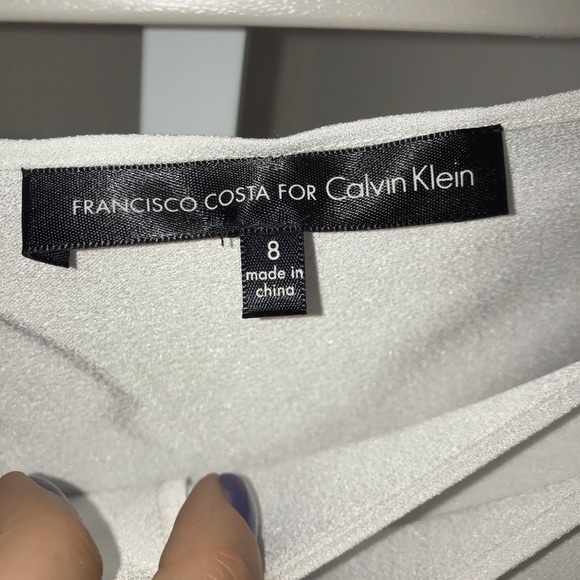 FRANCISCO COSTA FOR Calvin Klein
8
made in
china